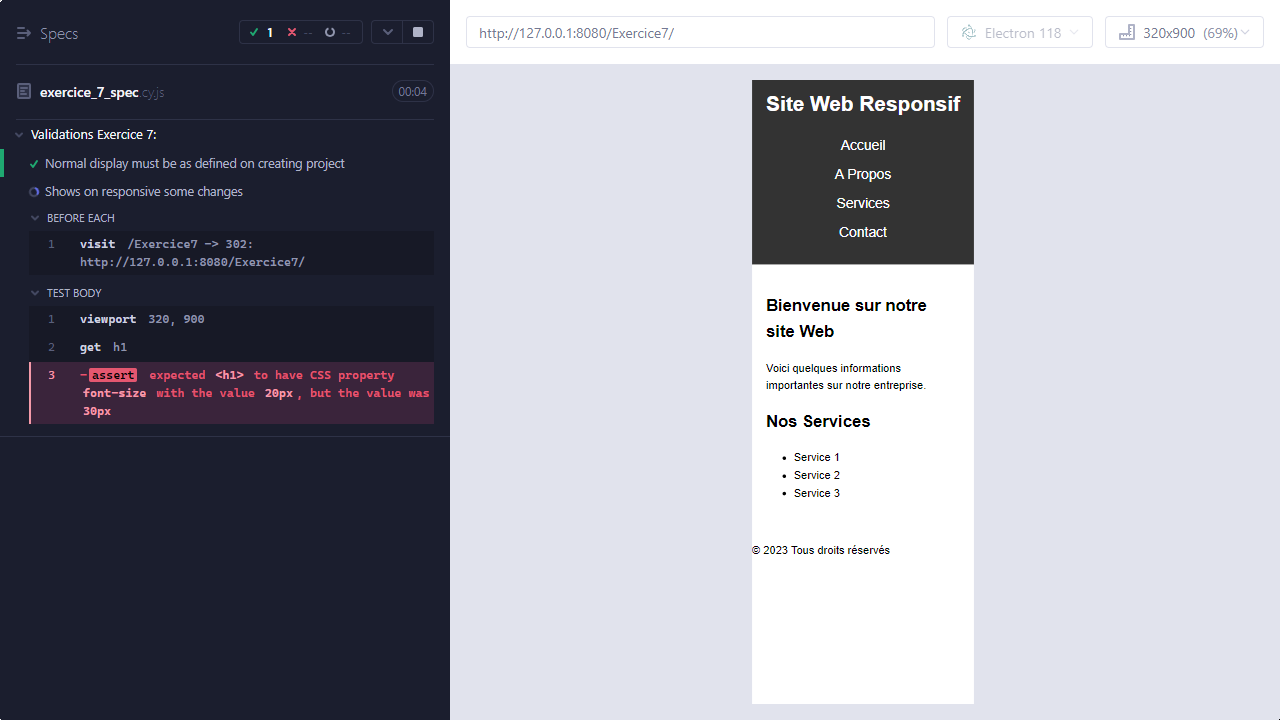 Specs
1
--
--
http://127.0.0.1:8080/Exercice7/
Electron 118
320x900 (69%)
exercice_7_spec.cy.js
00:04
Validations Exercice 7:
Normal display must be as defined on creating project
Shows on responsive some changes
BEFORE EACH
1 visit /Exercice7 -> 302:
http://127.0.0.1:8080/Exercice7/
TEST BODY
1 viewport 320, 900
2 get h1
3 -assert expected <h1> to have CSS property
font-size with the value 20px, but the value was
30px
Site Web Responsif
Accueil
A Propos
Services
Contact
Bienvenue sur notre
site Web
Voici quelques informations
importantes sur notre entreprise.
Nos Services
• Service 1
• Service 2
• Service 3
© 2023 Tous droits réservés